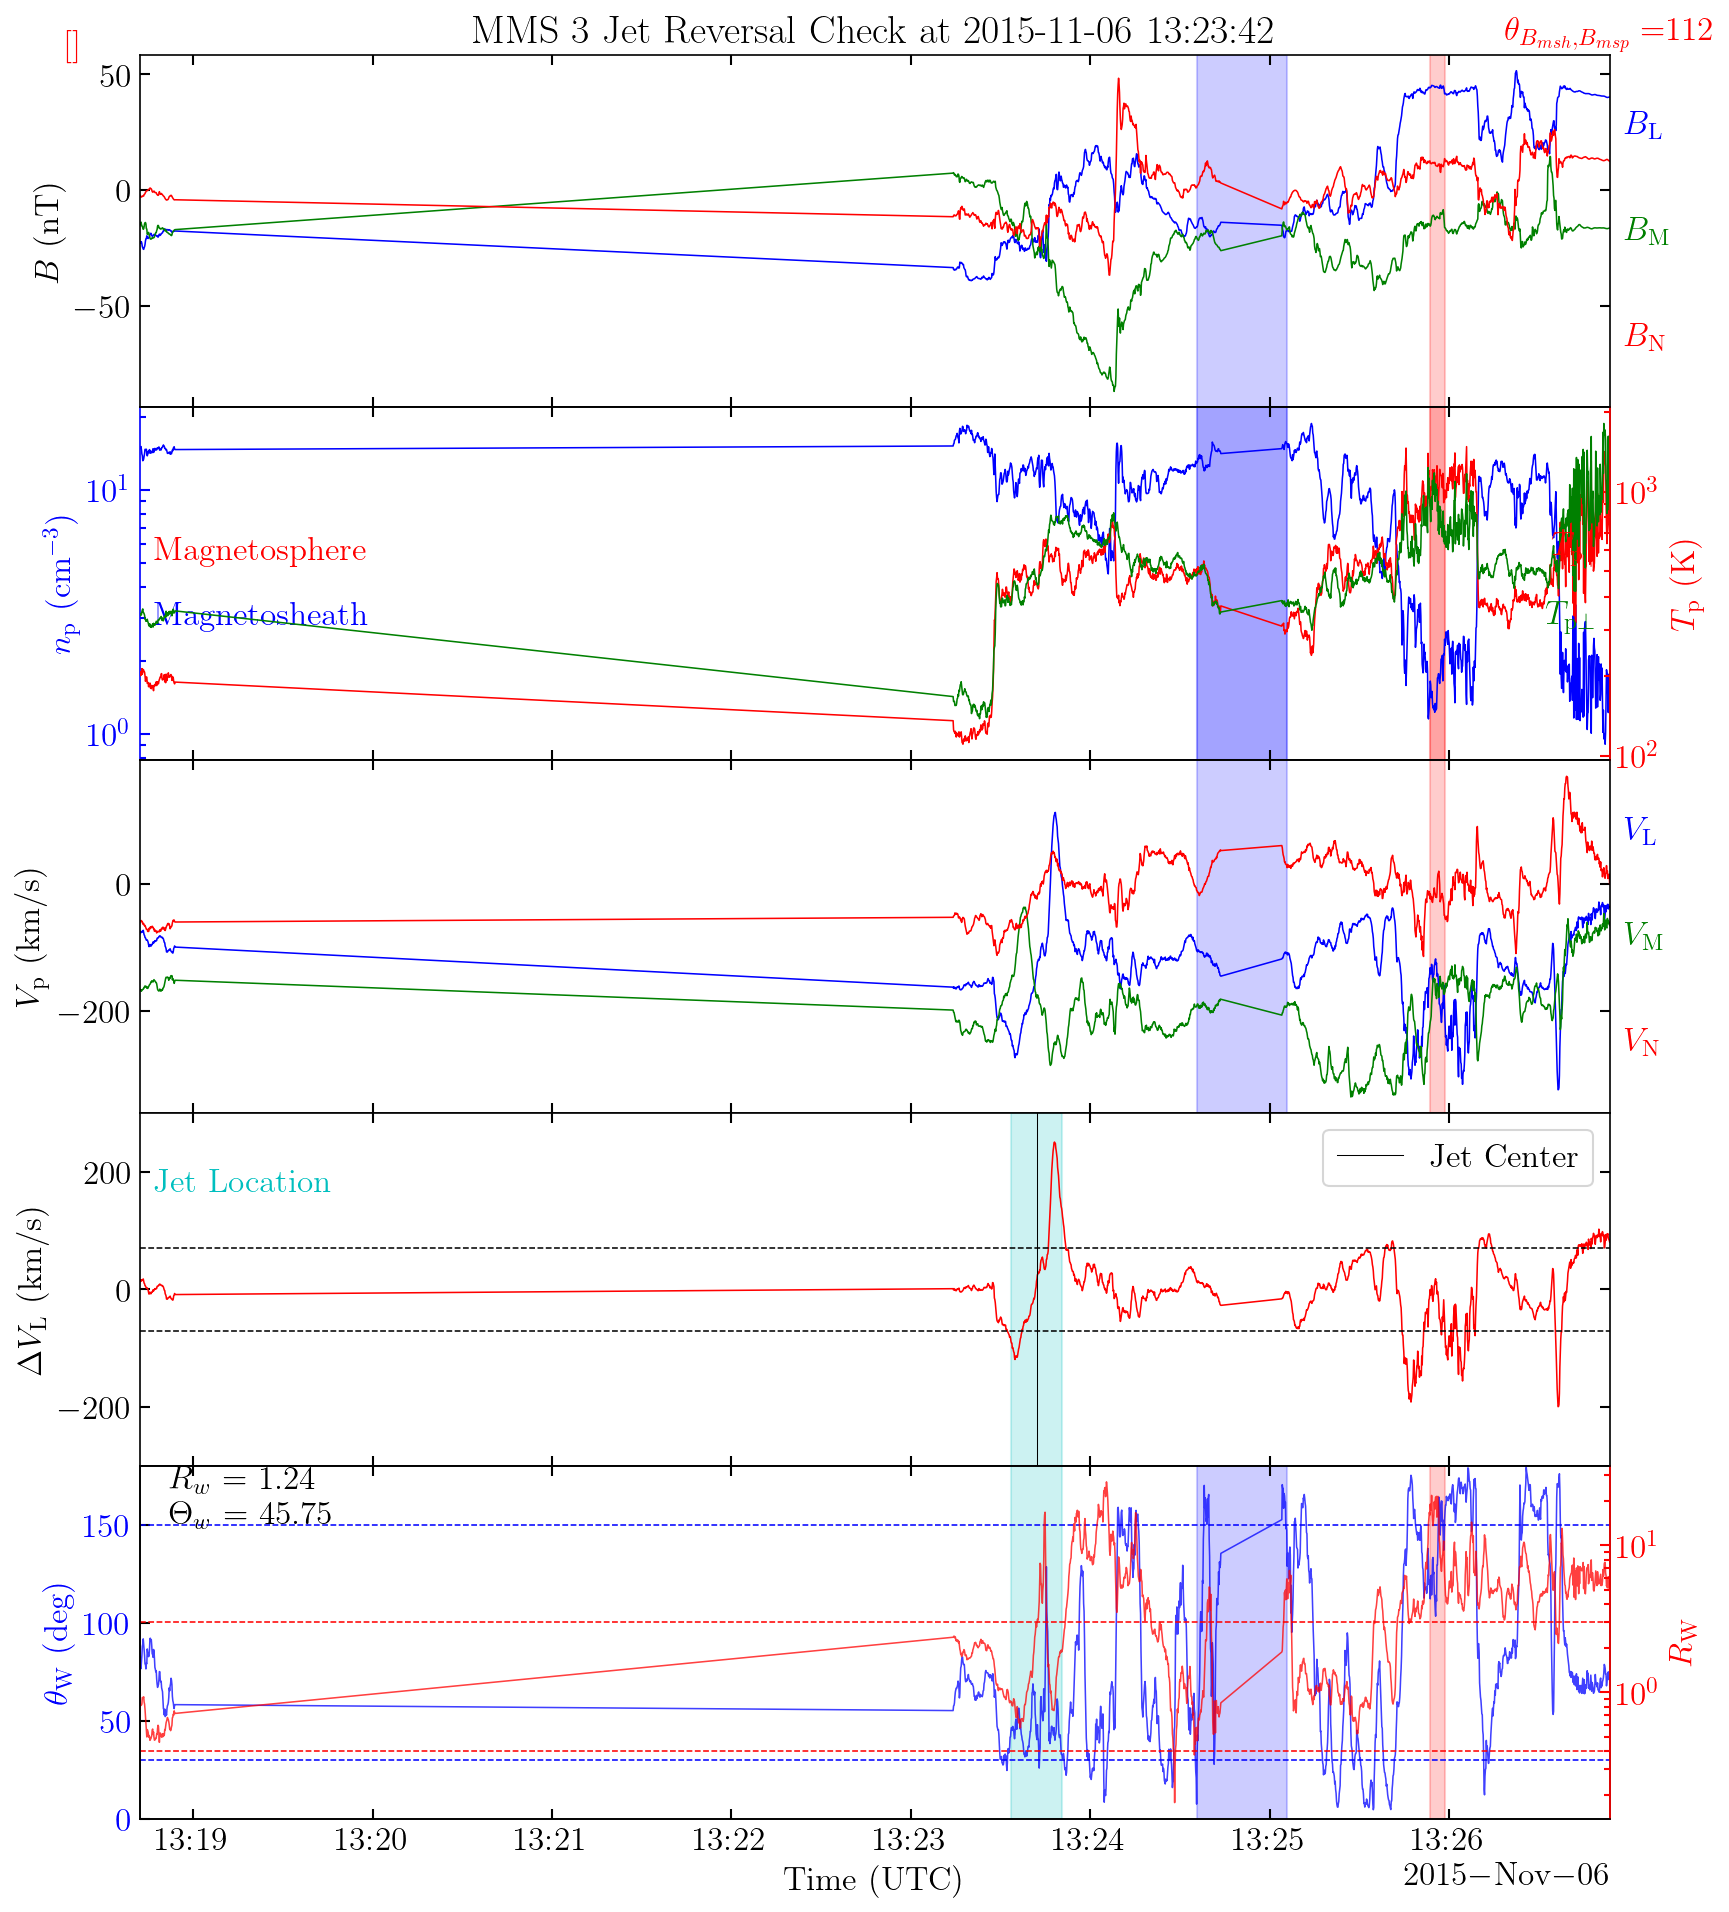 MMS 3 Jet Reversal Check at 2015-11-06 13:23:42
θ_{B_{msh},B_{msp}} =112
[]
50
0
−50
B (nT)
B_L
B_M
B_N
10^1
10^0
n_p (cm^{−3})
Magnetosphere
Magnetosheath
10^3
10^2
T_p (K)
T_{p⊥}
0
−200
V_p (km/s)
V_L
V_M
V_N
200
0
−200
ΔV_L (km/s)
Jet Location
Jet Center
R_w = 1.24
Θ_w = 45.75
150
100
50
0
θ_W (deg)
10^1
10^0
R_W
13:19 13:20 13:21 13:22 13:23 13:24 13:25 13:26
Time (UTC)
2015−Nov−06